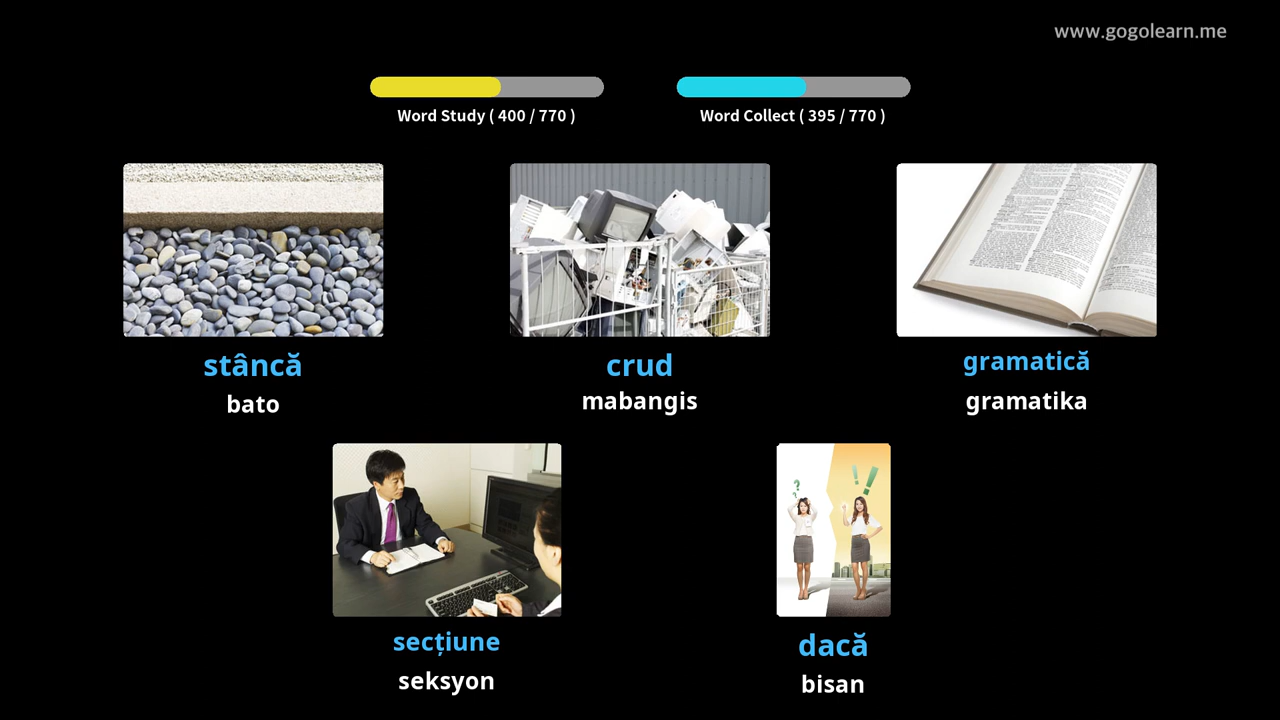 www.gogolearn.me
Word Study ( 400 / 770 )
Word Collect ( 395 / 770 )
stâncă
bato
crud
mabangis
gramatică
gramatika
secțiune
seksyon
dacă
bisan